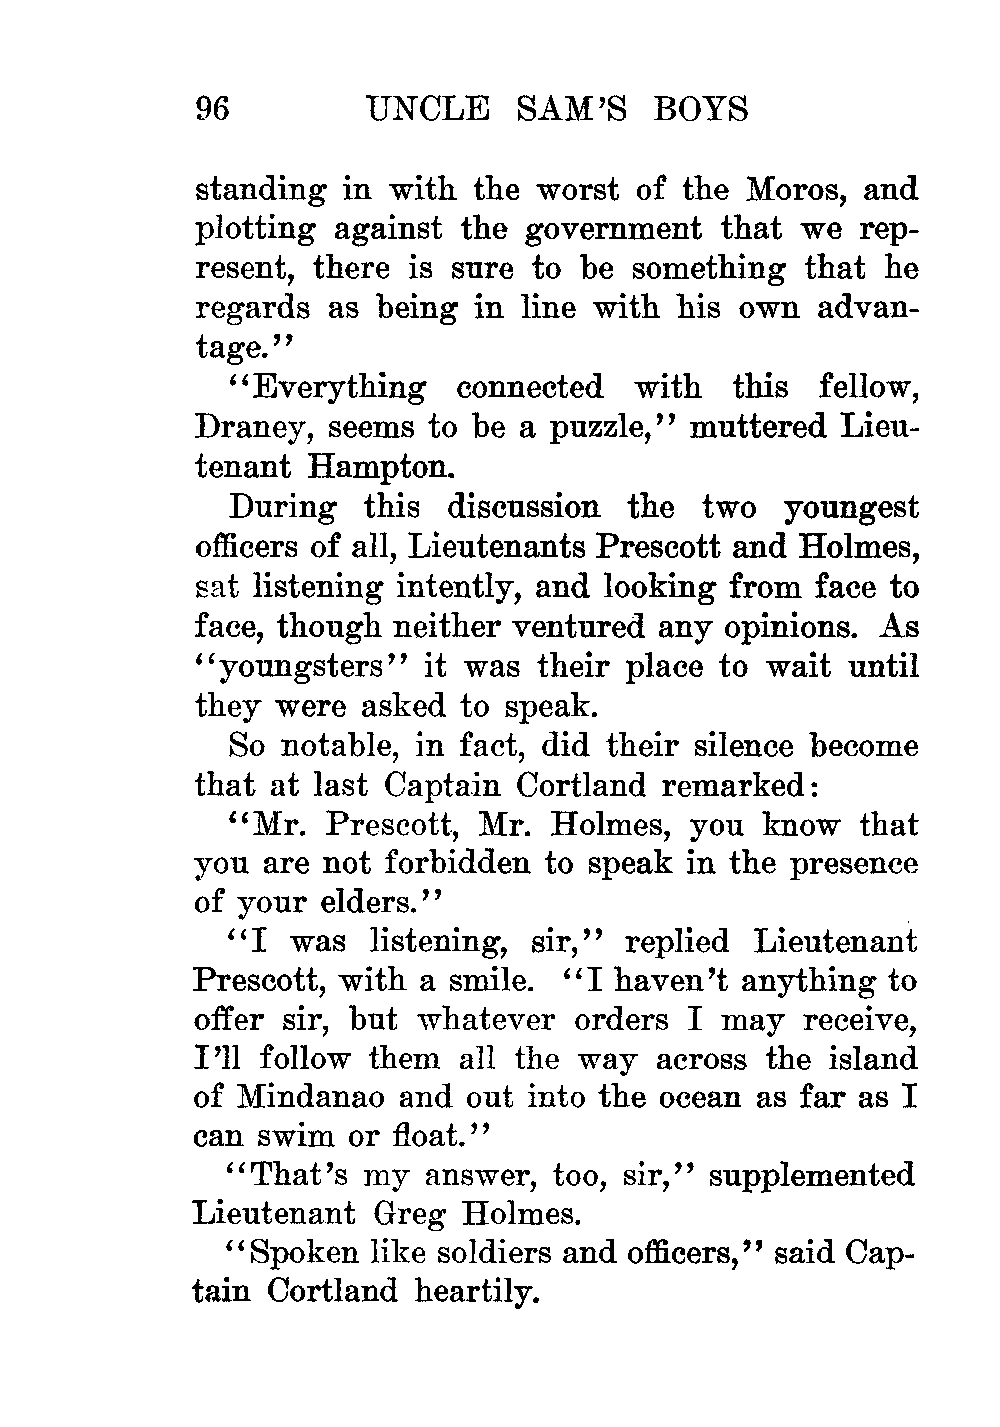 96 UNCLE SAM'S BOYS
standing in with the worst of the Moros, and
plotting against the government that we rep-
resent, there is sure to be something that he
regards as being in line with his own advan-
tage."
"Everything connected with this fellow,
Draney, seems to be a puzzle," muttered Lieu-
tenant Hampton.
During this discussion the two youngest
officers of all, Lieutenants Prescott and Holmes,
sat listening intently, and looking from face to
face, though neither ventured any opinions. As
"youngsters" it was their place to wait until
they were asked to speak.
So notable, in fact, did their silence become
that at last Captain Cortland remarked:
"Mr. Prescott, Mr. Holmes, you know that
you are not forbidden to speak in the presence
of your elders."
"I was listening, sir," replied Lieutenant
Prescott, with a smile. "I haven't anything to
offer sir, but whatever orders I may receive,
I'll follow them all the way across the island
of Mindanao and out into the ocean as far as I
can swim or float."
"That's my answer, too, sir," supplemented
Lieutenant Greg Holmes.
"Spoken like soldiers and officers," said Cap-
tain Cortland heartily.